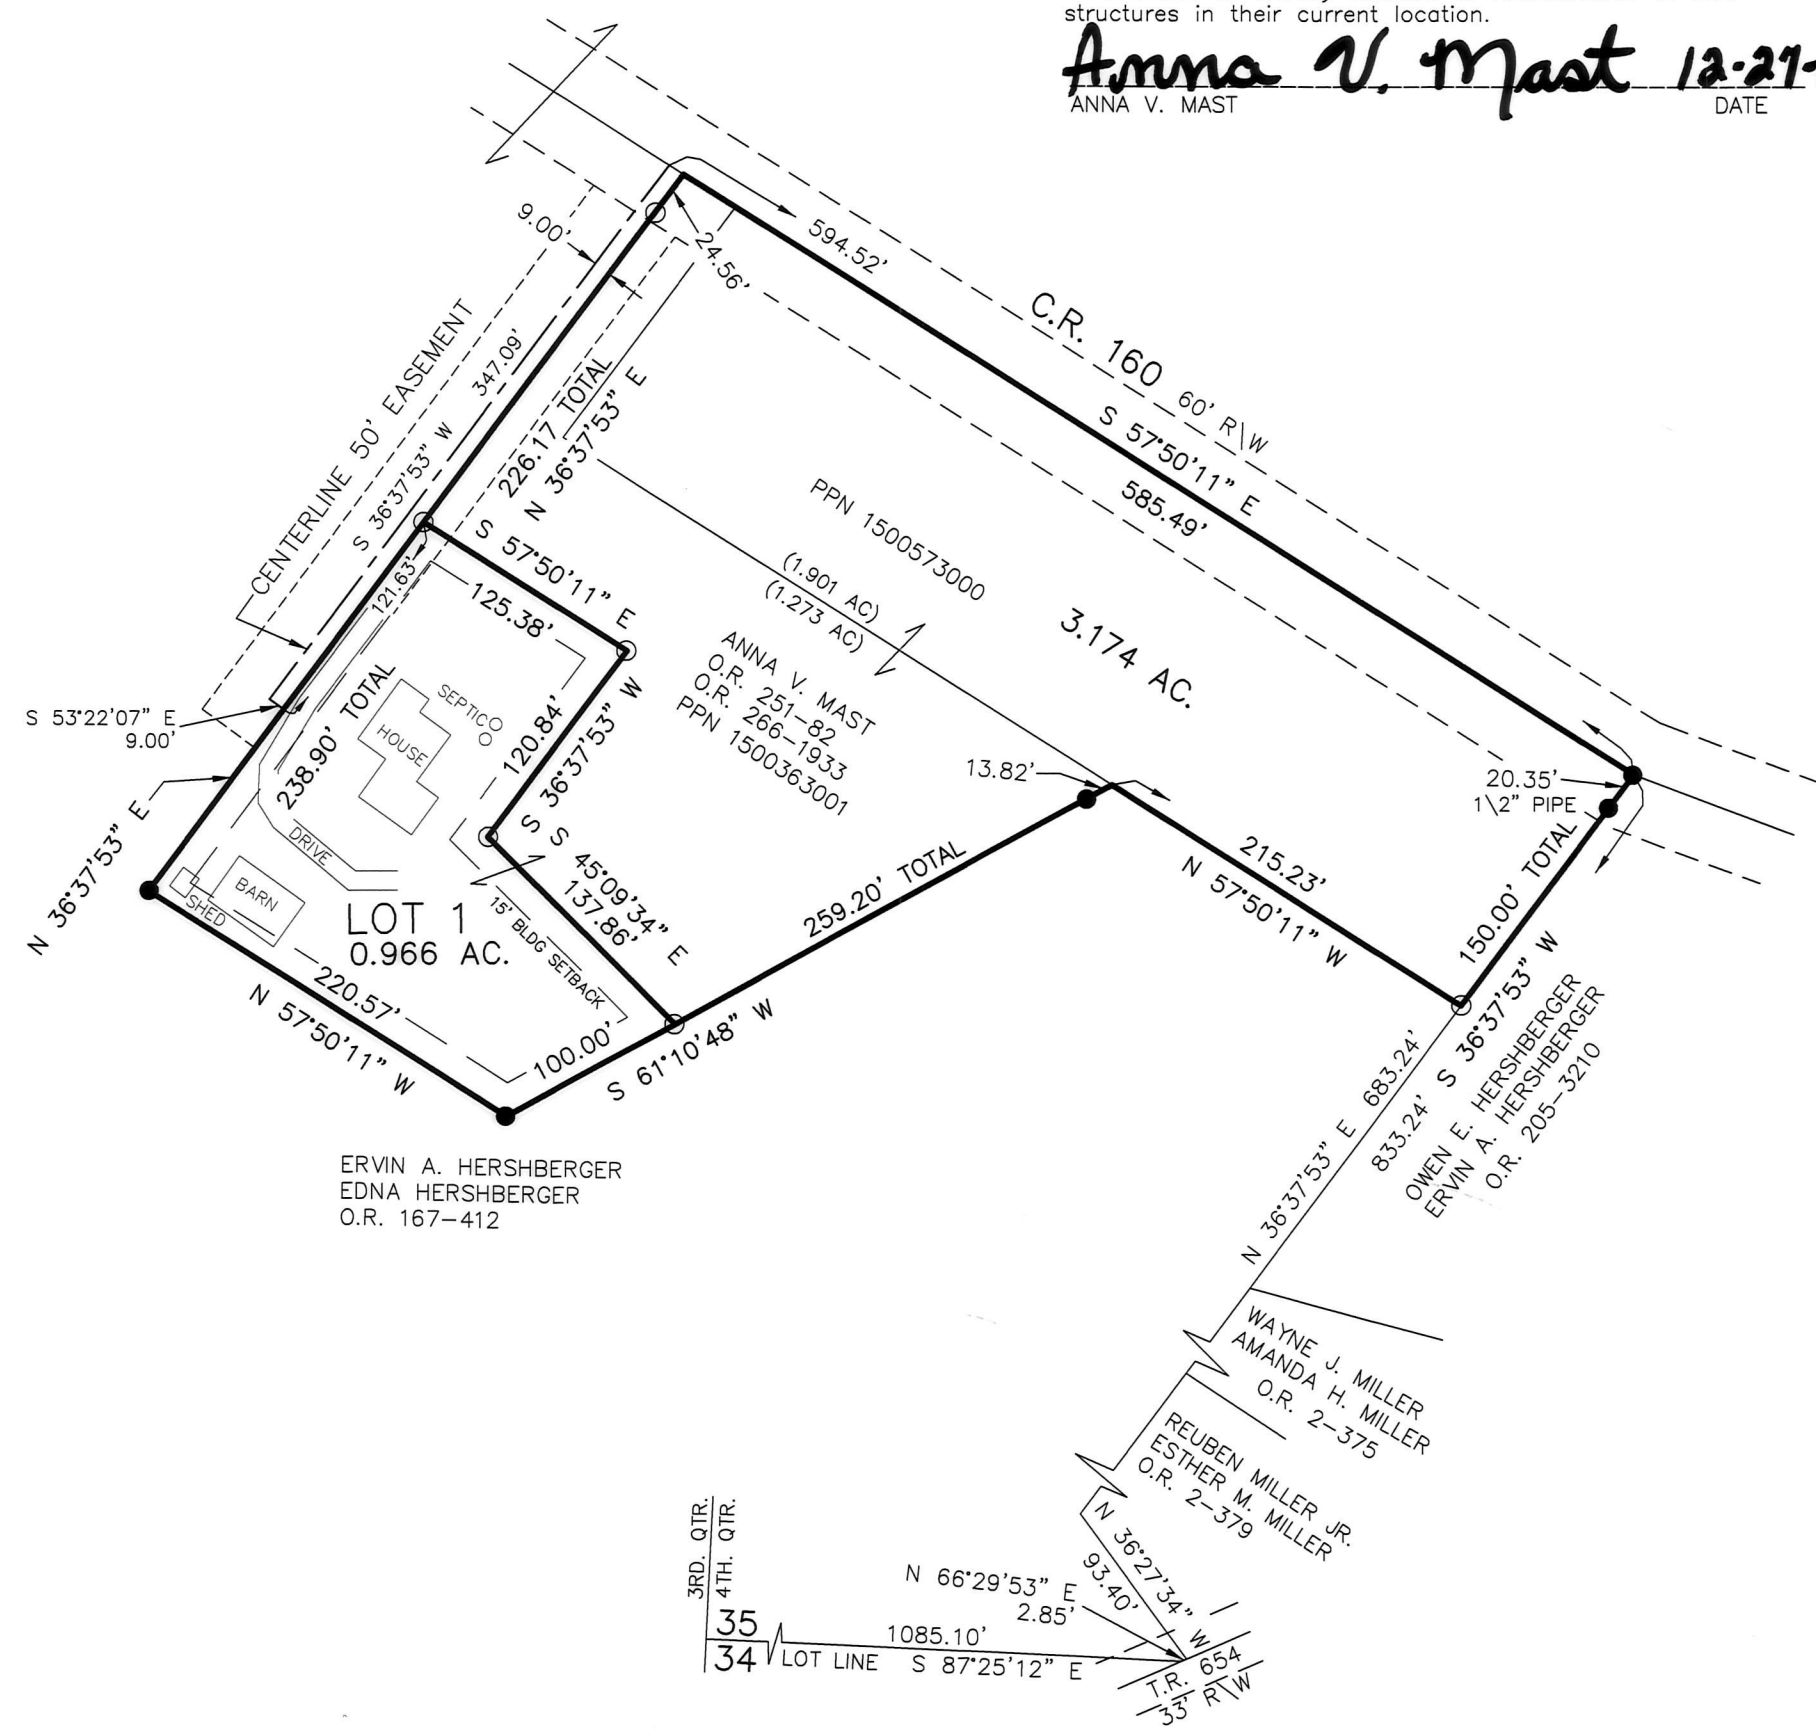 structures in their current location.
Anna V. Mast 12-27-
ANNA V. MAST
DATE
9.00'
24.56'
594.52'
C.R. 160 60' R\W
S 57°50'11" E
585.49'
CENTERLINE 50' EASEMENT
S 36°37'53" W 347.09'
226.17 TOTAL
N 36°37'53" E
PPN 1500573000
(1.901 AC)
(1.273 AC)
3.174 AC.
S 57°50'11" E
125.38'
121.63'
ANNA V. MAST
O.R. 251-82
O.R. 266-1933
PPN 1500363001
S 53°22'07" E
9.00'
238.90' TOTAL
SEPTIC
HOUSE
120.84'
S 36°37'53" W
13.82'
20.35'
1\2" PIPE
N 36°37'53" E
DRIVE
BARN
SHED
LOT 1
0.966 AC.
S 45°09'34" E
137.86'
15' BLDG SETBACK
259.20' TOTAL
215.23'
N 57°50'11" W
150.00' TOTAL
220.57'
N 57°50'11" W
100.00'
S 61°10'48" W
833.24' S 36°37'53" W
OWEN E. HERSHBERGER
ERVIN A. HERSHBERGER
O.R. 205-3210
N 36°37'53" E 683.24'
ERVIN A. HERSHBERGER
EDNA HERSHBERGER
O.R. 167-412
WAYNE J. MILLER
AMANDA H. MILLER
O.R. 2-375
REUBEN MILLER JR.
ESTHER M. MILLER
O.R. 2-379
3RD. QTR.
4TH. QTR.
35
34
N 66°29'53" E
2.85'
N 36°27'34" W
93.40'
1085.10'
LOT LINE S 87°25'12" E
T.R. 654
33' R\W